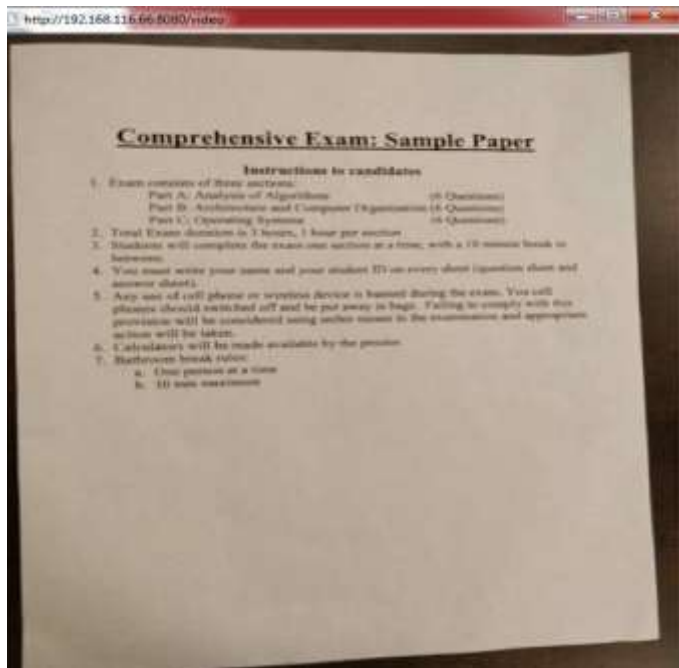 http://192.168.116.66:8080/video
Comprehensive Exam: Sample Paper
Instructions to candidates
1. Exam consists of three sections:
Part A: Analysis of Algorithms (6 Questions)
Part B: Architecture and Computer Organization (6 Questions)
Part C: Operating Systems (6 Questions)
2. Total Exam duration is 3 hours, 1 hour per section
3. Students will complete the exam one section at a time, with a 10 minute break in
between.
4. You must write your name and your student ID on every sheet (question sheet and
answer sheet).
5. Any use of cell phone or wireless device is banned during the exam. You cell
phones should switched off and be put away in bags. Failing to comply with this
provision will be considered using unfair means in the examination and appropriate
action will be taken.
6. Calculators will be made available by the proctor.
7. Bathroom break rules:
a. One person at a time
b. 10 min maximum